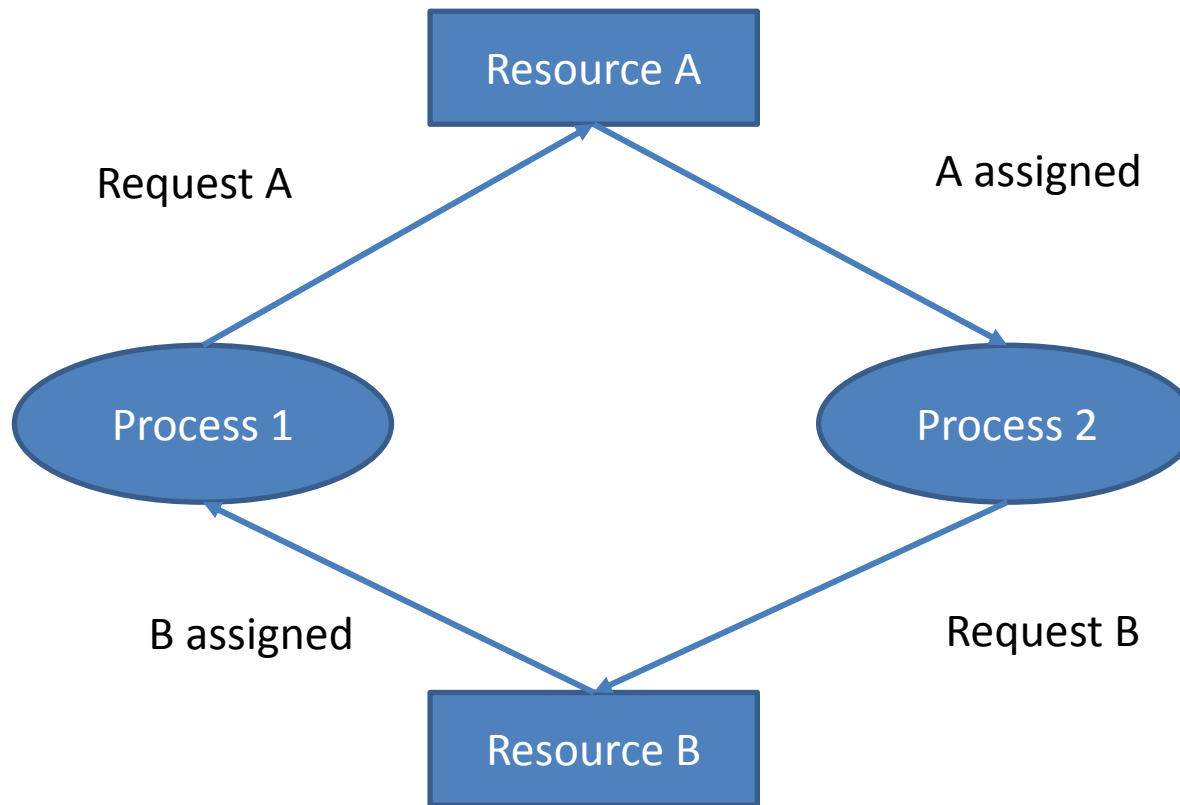 Resource A
Request A
A assigned
Process 1
Process 2
B assigned
Request B
Resource B